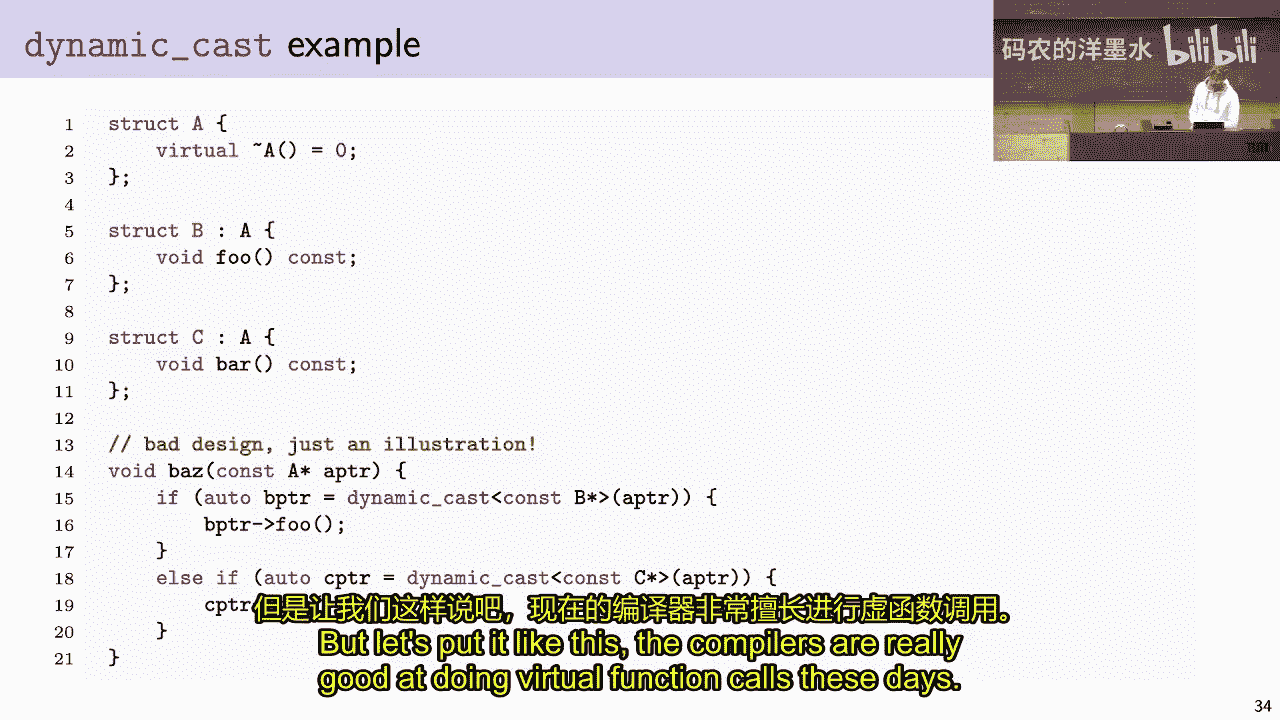 dynamic_cast example
码农的洋墨水 bilibili
1 struct A {
2 virtual ~A() = 0;
3 };
4
5 struct B : A {
6 void foo() const;
7 };
8
9 struct C : A {
10 void bar() const;
11 };
12
13 // bad design, just an illustration!
14 void baz(const A* aptr) {
15 if (auto bptr = dynamic_cast<const B*>(aptr)) {
16 bptr->foo();
17 }
18 else if (auto cptr = dynamic_cast<const C*>(aptr)) {
19 cptr
20 }
21 }
但是让我们这样说吧，现在的编译器非常擅长进行虚函数调用。
But let's put it like this, the compilers are really
good at doing virtual function calls these days.
34